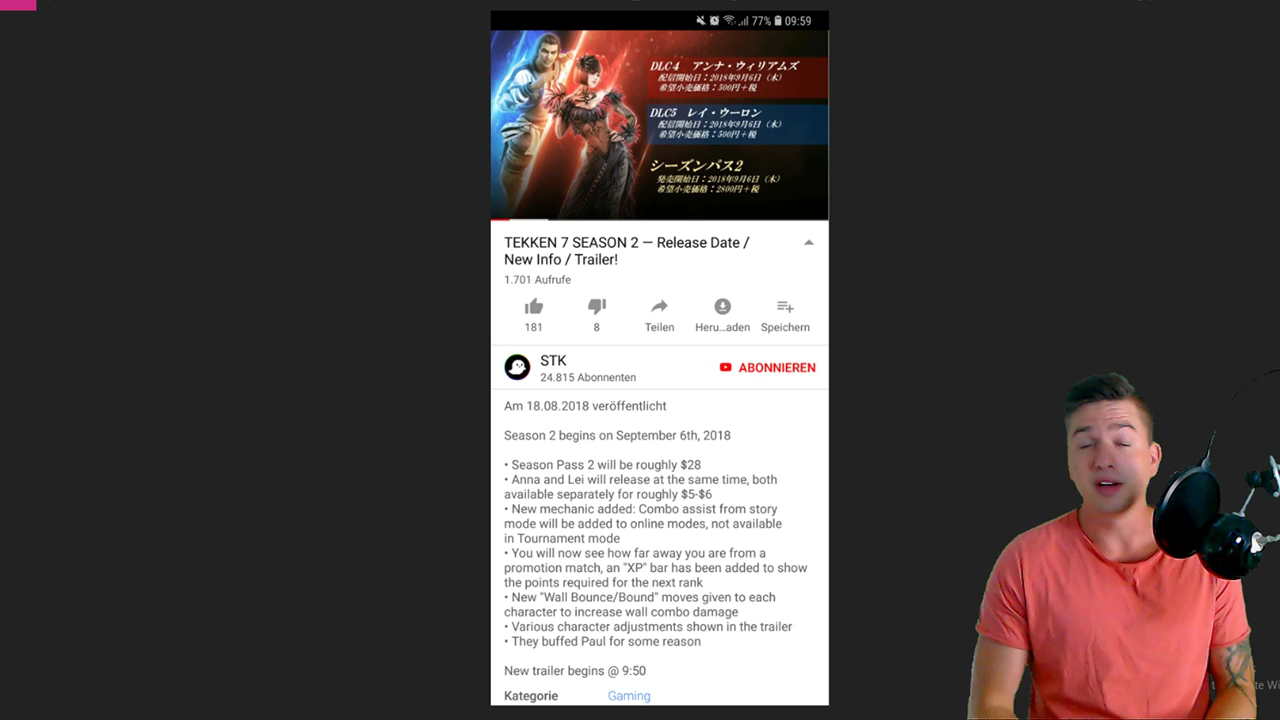 77% 09:59
DLC4 アンナ・ウィリアムズ
配信開始日：2018年9月6日（木）
希望小売価格：500円+税
DLC5 レイ・ウーロン
配信開始日：2018年9月6日（木）
希望小売価格：500円+税
シーズンパス2
発売開始日：2018年9月6日（木）
希望小売価格：2800円+税
TEKKEN 7 SEASON 2 — Release Date /
New Info / Trailer!
1.701 Aufrufe
181 8 Teilen Heru...aden Speichern
STK
24.815 Abonnenten
ABONNIEREN
Am 18.08.2018 veröffentlicht
Season 2 begins on September 6th, 2018
• Season Pass 2 will be roughly $28
• Anna and Lei will release at the same time, both
available separately for roughly $5-$6
• New mechanic added: Combo assist from story
mode will be added to online modes, not available
in Tournament mode
• You will now see how far away you are from a
promotion match, an "XP" bar has been added to show
the points required for the next rank
• New "Wall Bounce/Bound" moves given to each
character to increase wall combo damage
• Various character adjustments shown in the trailer
• They buffed Paul for some reason
New trailer begins @ 9:50
Kategorie Gaming